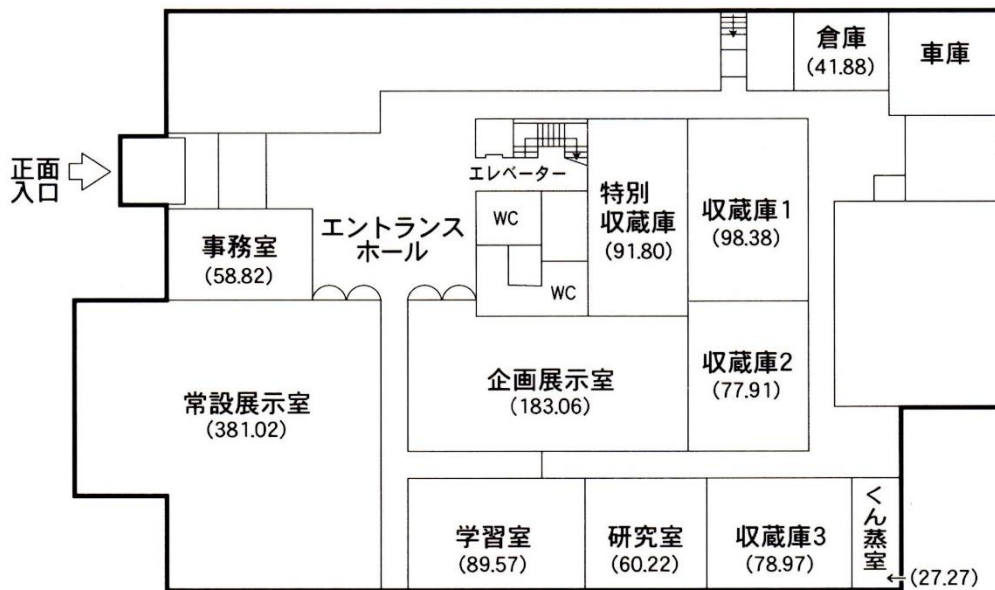 倉庫
(41.88)
車庫
正面
入口
エレベーター
特別
収蔵庫
(91.80)
収蔵庫1
(98.38)
WC
エントランス
ホール
事務室
(58.82)
WC
常設展示室
(381.02)
企画展示室
(183.06)
収蔵庫2
(77.91)
学習室
(89.57)
研究室
(60.22)
収蔵庫3
(78.97)
くん蒸室
←(27.27)